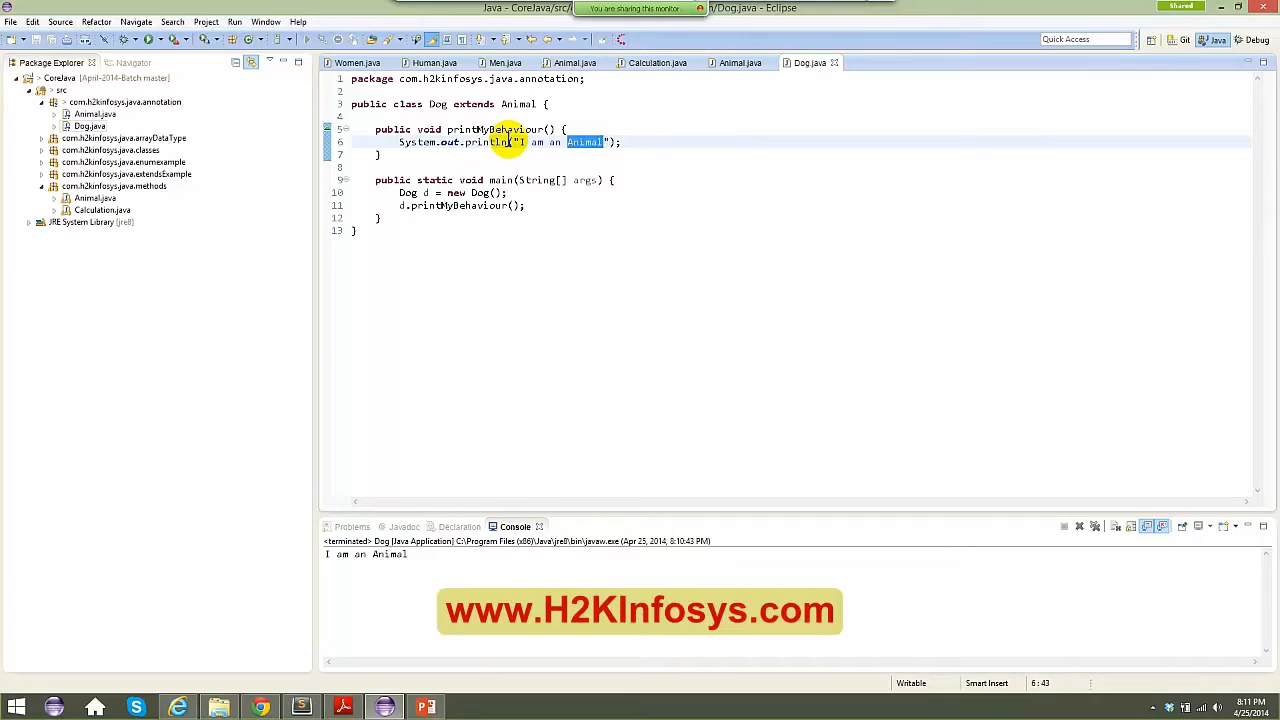 Java - CoreJava/src/
You are sharing this monitor.
/Dog.java - Eclipse
Shared
File Edit Source Refactor Navigate Search Project Run Window Help
Quick Access
Git Java Debug
Package Explorer Navigator
CoreJava [April-2014-Batch master]
src
com.h2kinfosys.java.annotation
Animal.java
Dog.java
com.h2kinfosys.java.arrayDataType
com.h2kinfosys.java.classes
com.h2kinfosys.java.enumexample
com.h2kinfosys.java.extendsExample
com.h2kinfosys.java.methods
Animal.java
Calculation.java
JRE System Library [jre8]
Women.java Human.java Men.java Animal.java Calculation.java Animal.java Dog.java
1 package com.h2kinfosys.java.annotation;
2
3 public class Dog extends Animal {
4
5 public void printMyBehaviour() {
6 System.out.println("I am an Animal");
7 }
8
9 public static void main(String[] args) {
10 Dog d = new Dog();
11 d.printMyBehaviour();
12 }
13 }
Problems Javadoc Declaration Console
<terminated> Dog [Java Application] C:\Program Files (x86)\Java\jre8\bin\javaw.exe (Apr 25, 2014, 8:10:43 PM)
I am an Animal
www.H2KInfosys.com
Writable Smart Insert 6 : 43
8:11 PM
4/25/2014